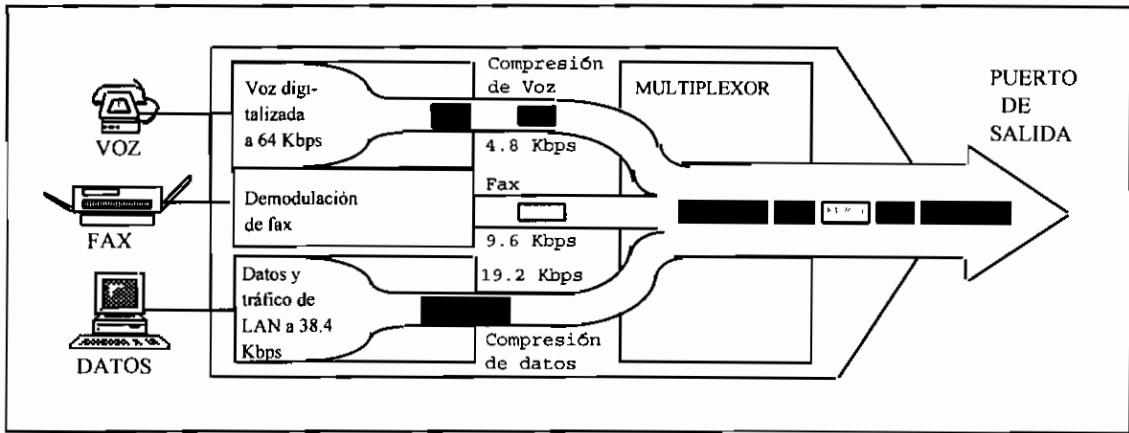 VOZ
Voz digi-
talizada
a 64 Kbps
Compresión
de Voz
4.8 Kbps
MULTIPLEXOR
PUERTO
DE
SALIDA
FAX
Demodulación
de fax
Fax
9.6 Kbps
DATOS
Datos y
tráfico de
LAN a 38.4
Kbps
19.2 Kbps
Compresión
de datos